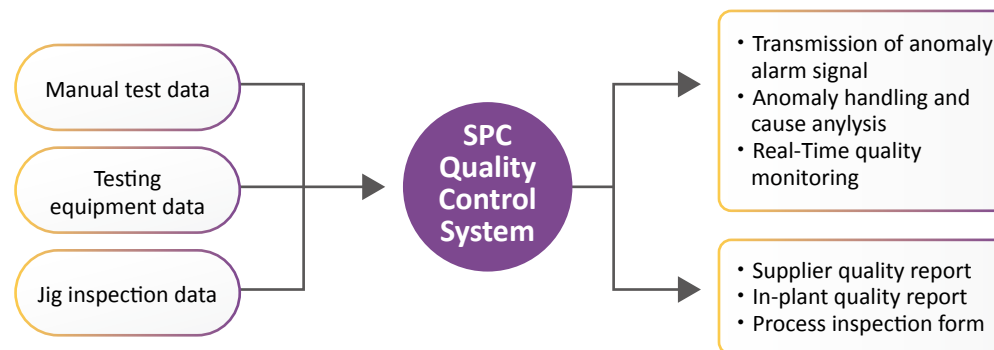 Manual test data
Testing
equipment data
Jig inspection data
SPC
Quality
Control
System
• Transmission of anomaly
alarm signal
• Anomaly handling and
cause anylysis
• Real-Time quality
monitoring
• Supplier quality report
• In-plant quality report
• Process inspection form